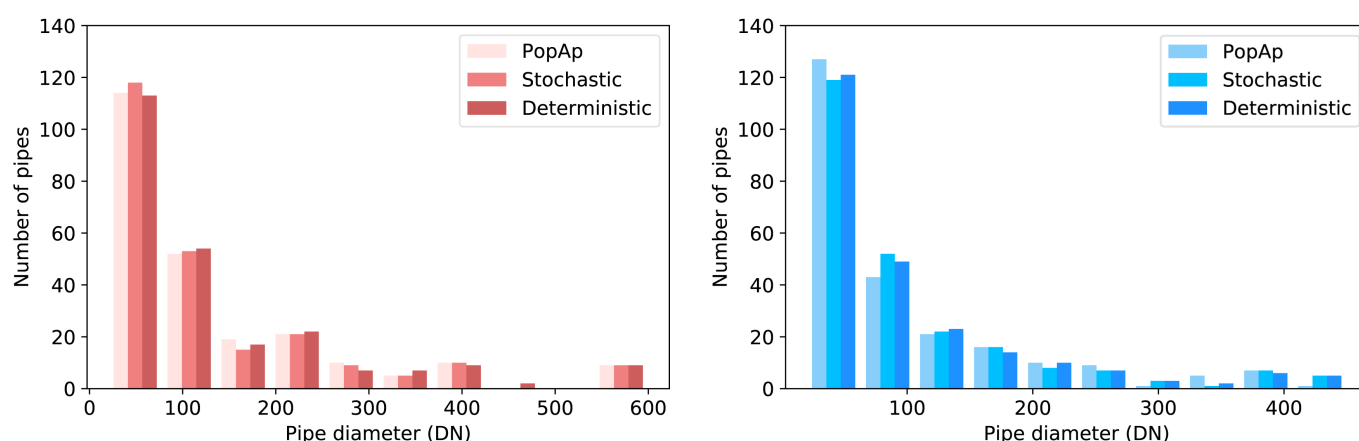 140
120
100
80
60
40
20
0
Number of pipes
PopAp
Stochastic
Deterministic
0 100 200 300 400 500 600
Pipe diameter (DN)
140
120
100
80
60
40
20
0
Number of pipes
PopAp
Stochastic
Deterministic
100 200 300 400
Pipe diameter (DN)